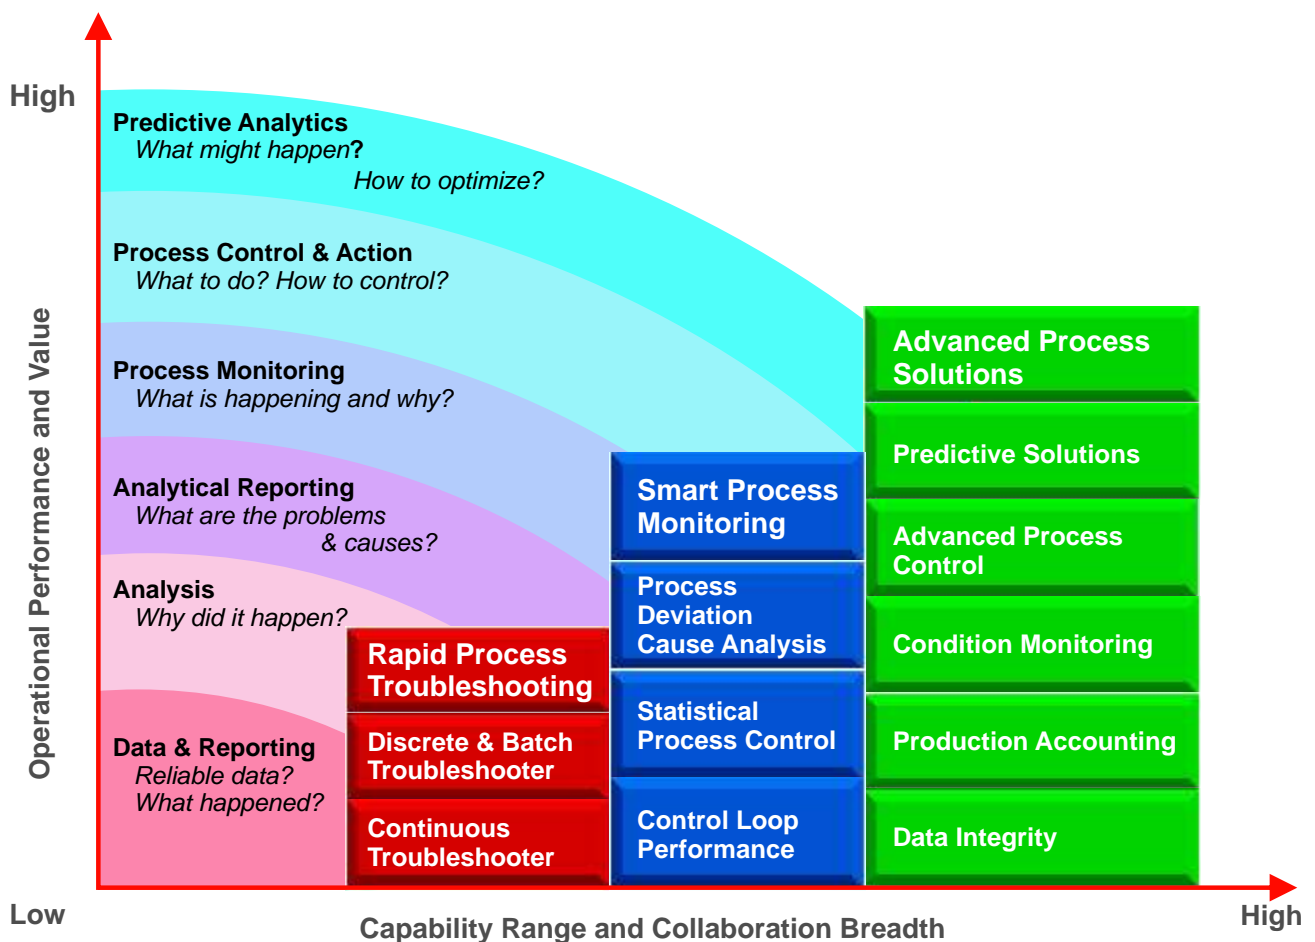 High
Predictive Analytics
What might happen?
How to optimize?
Process Control & Action
What to do? How to control?
Process Monitoring
What is happening and why?
Analytical Reporting
What are the problems
& causes?
Analysis
Why did it happen?
Data & Reporting
Reliable data?
What happened?
Operational Performance and Value
Rapid Process
Troubleshooting
Discrete & Batch
Troubleshooter
Continuous
Troubleshooter
Smart Process
Monitoring
Process
Deviation
Cause Analysis
Statistical
Process Control
Control Loop
Performance
Advanced Process
Solutions
Predictive Solutions
Advanced Process
Control
Condition Monitoring
Production Accounting
Data Integrity
Low
Capability Range and Collaboration Breadth
High